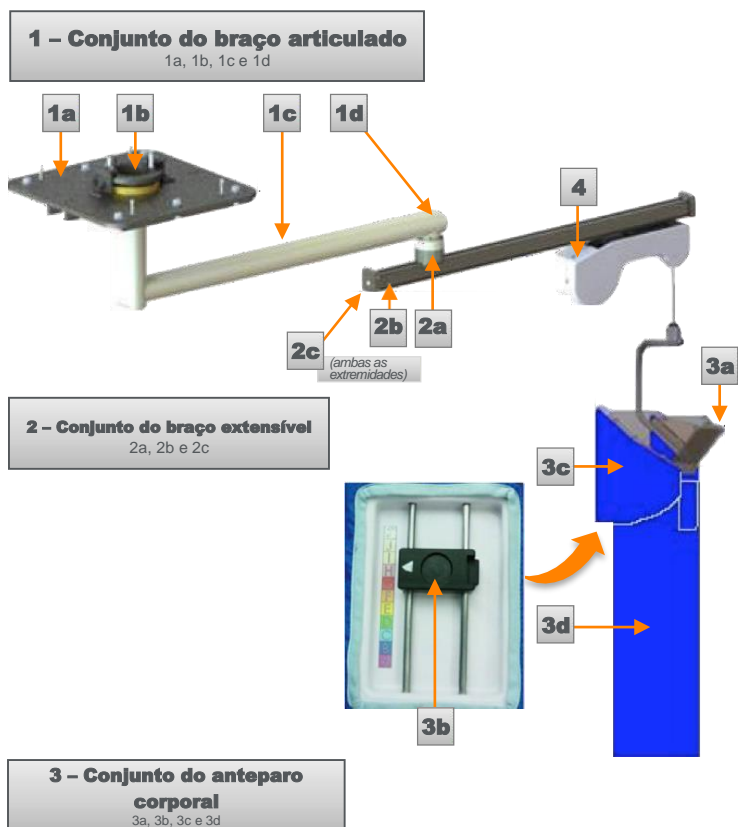 1 – Conjunto do braço articulado
1a, 1b, 1c e 1d
1a
1b
1c
1d
4
2c
2b
2a
(ambas as
extremidades)
3a
2 – Conjunto do braço extensível
2a, 2b e 2c
3c
3d
3b
3 – Conjunto do anteparo
corporal
3a, 3b, 3c e 3d